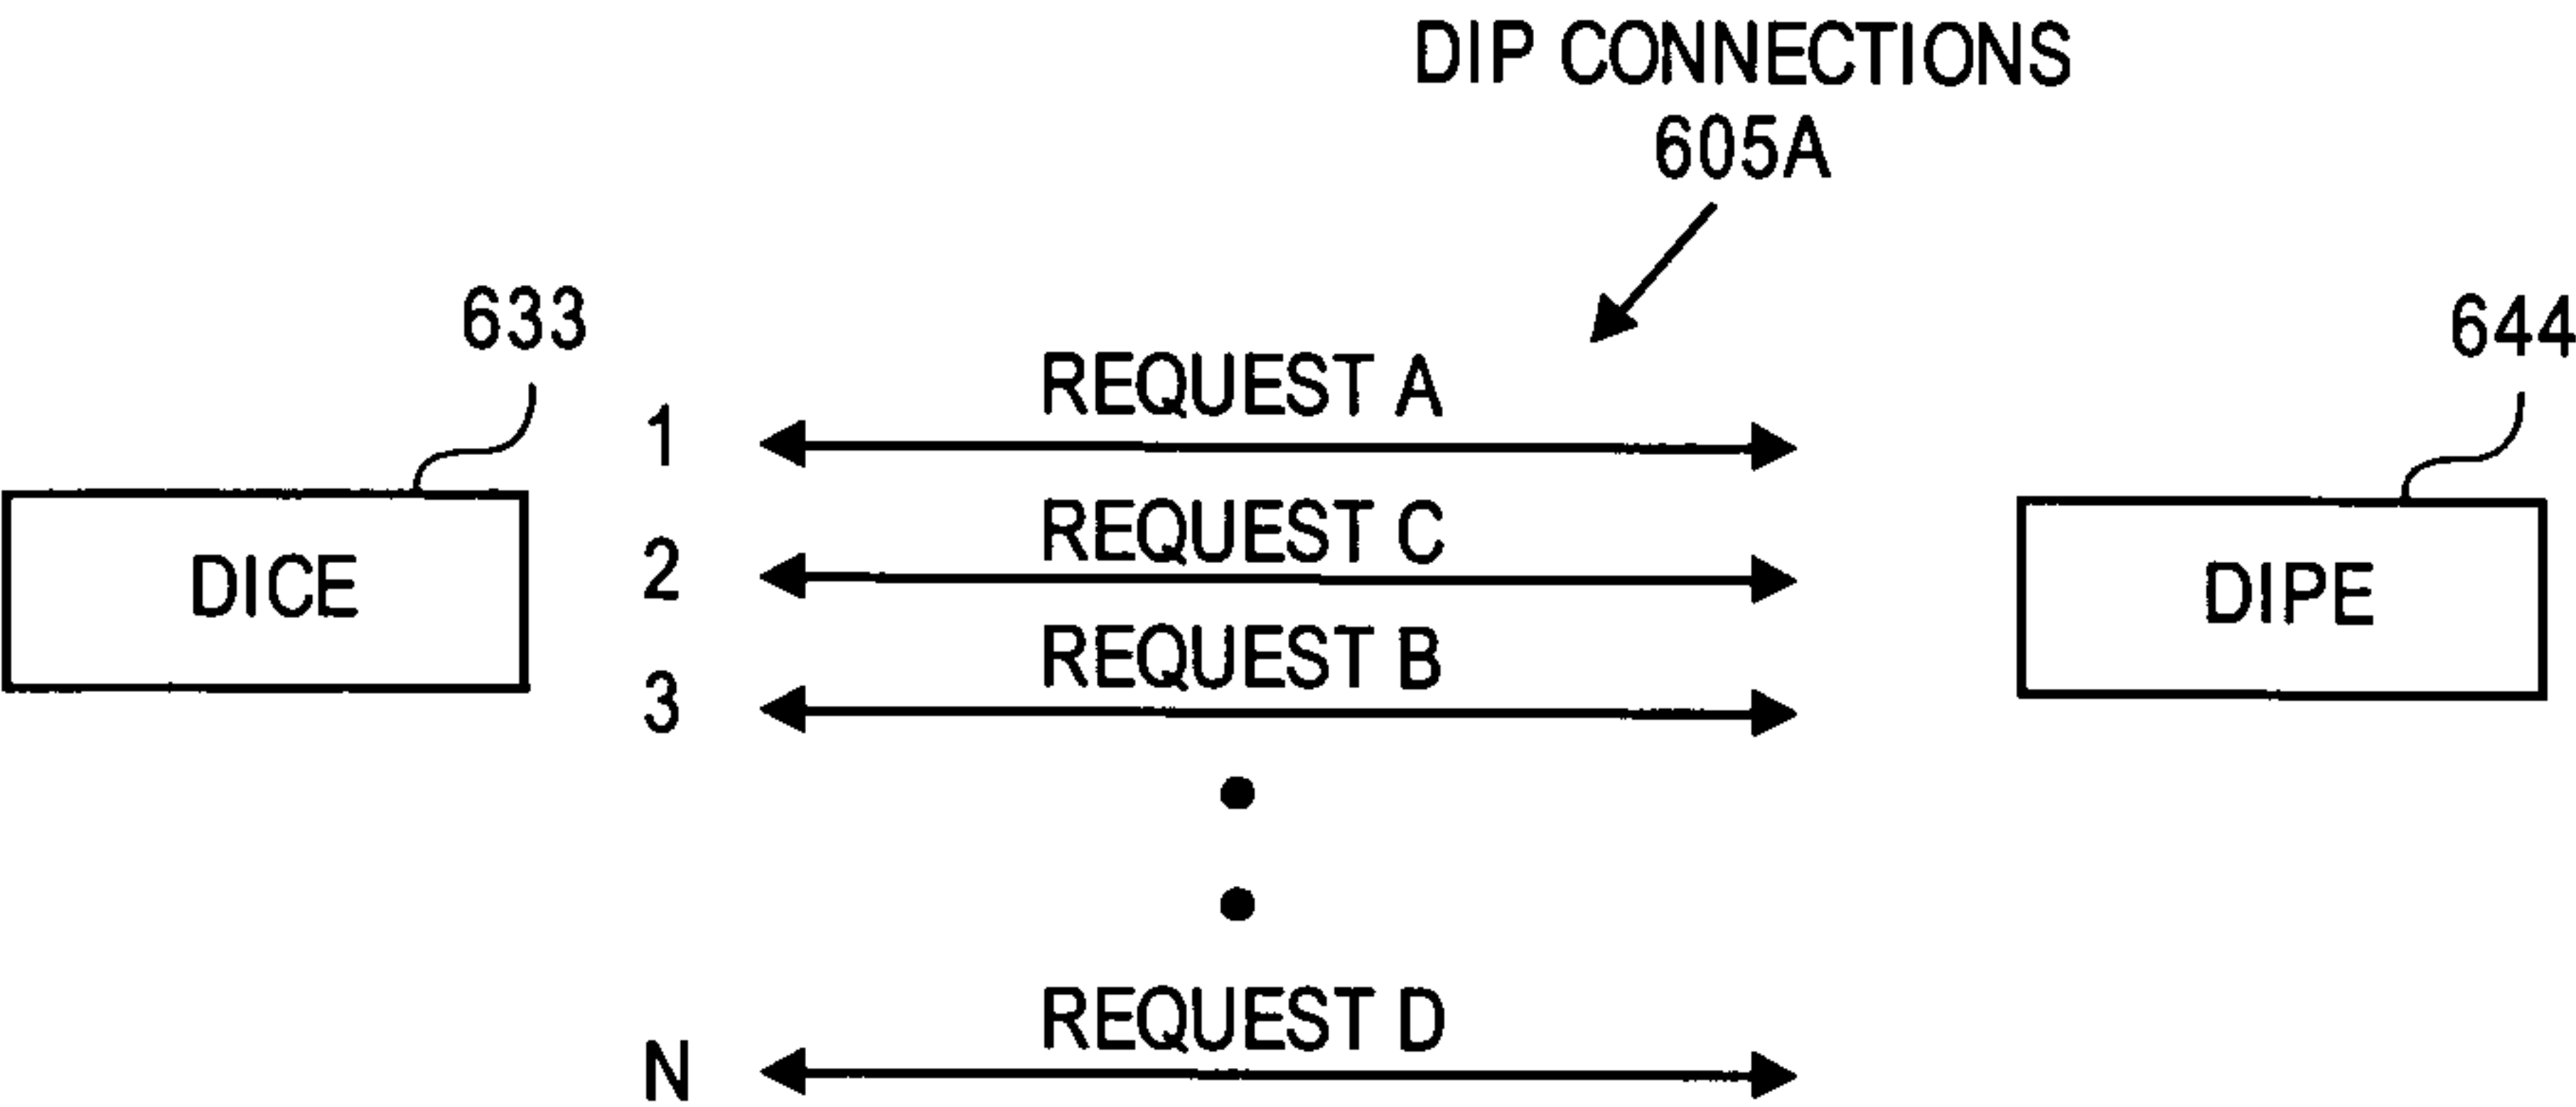 DIP CONNECTIONS
605A
633
644
REQUEST A
1
REQUEST C
2
DICE
DIPE
REQUEST B
3
REQUEST D
N